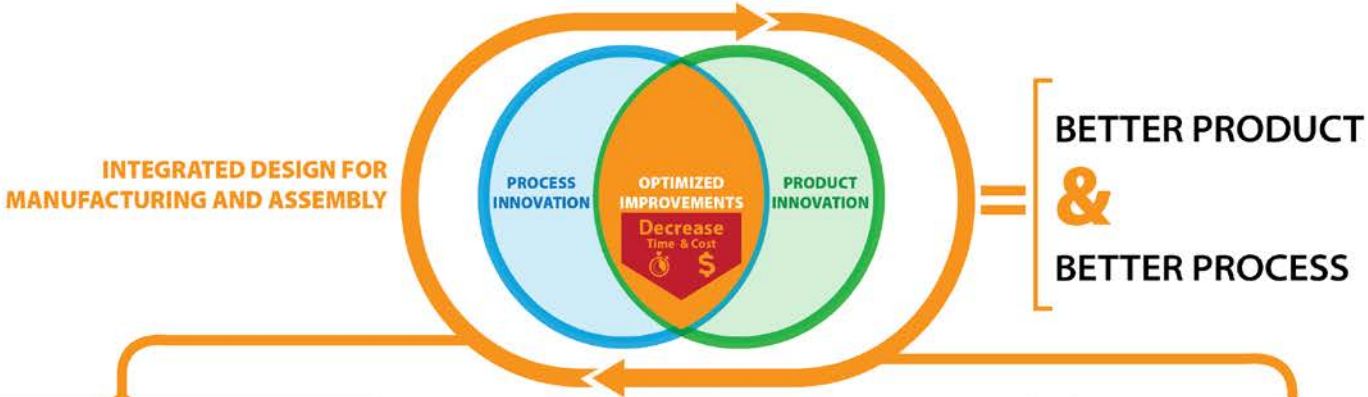 INTEGRATED DESIGN FOR
MANUFACTURING AND ASSEMBLY
PROCESS
INNOVATION
OPTIMIZED
IMPROVEMENTS
Decrease
Time & Cost
$
PRODUCT
INNOVATION
=
BETTER PRODUCT
&
BETTER PROCESS